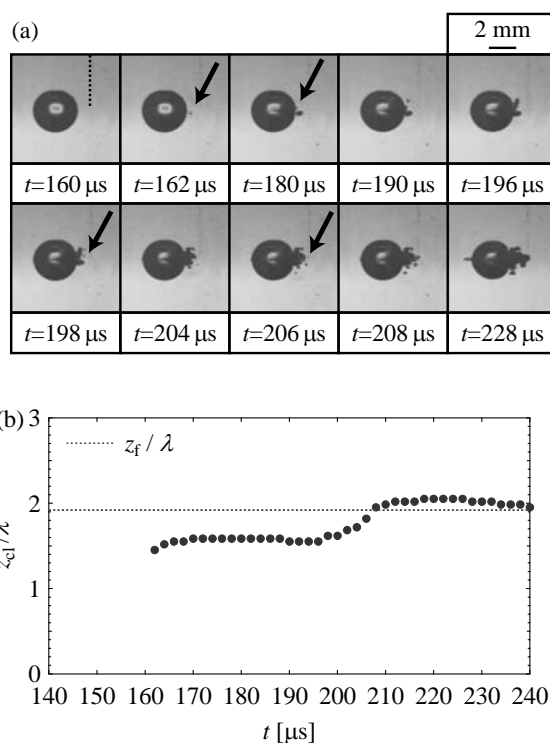 (a)
2 mm
t=160 μs t=162 μs t=180 μs t=190 μs t=196 μs
t=198 μs t=204 μs t=206 μs t=208 μs t=228 μs
(b)
3
z_f / λ
2
z_cl/λ
1
0
140 150 160 170 180 190 200 210 220 230 240
t [μs]